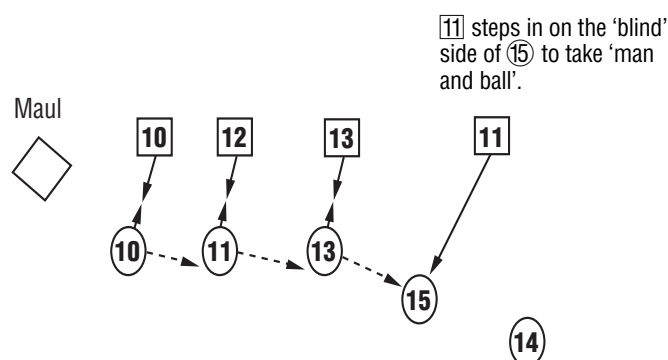 11 steps in on the ‘blind’
side of 15 to take ‘man
and ball’.
Maul
10 12 13 11
10 11 13
15
14